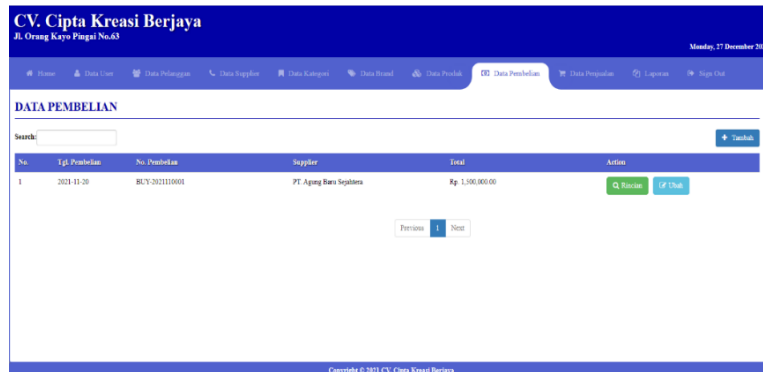 CV. Cipta Kreasi Berjaya
Jl. Orang Kayo Pingai No.63
Monday, 27 December 20
Home Data User Data Pelanggan Data Supplier Data Kategori Data Brand Data Produk Data Pembelian Data Penjualan Laporan Sign Out
DATA PEMBELIAN
Search:
Tambah
No. Tgl. Pembelian No. Pembelian Supplier Total Action
1 2021-11-20 BUY-2021110001 PT. Agung Baru Sejahtera Rp. 1,500,000.00 Rincian Ubah
Previous 1 Next
Copyright © 2021 CV. Cipta Kreasi Berjaya